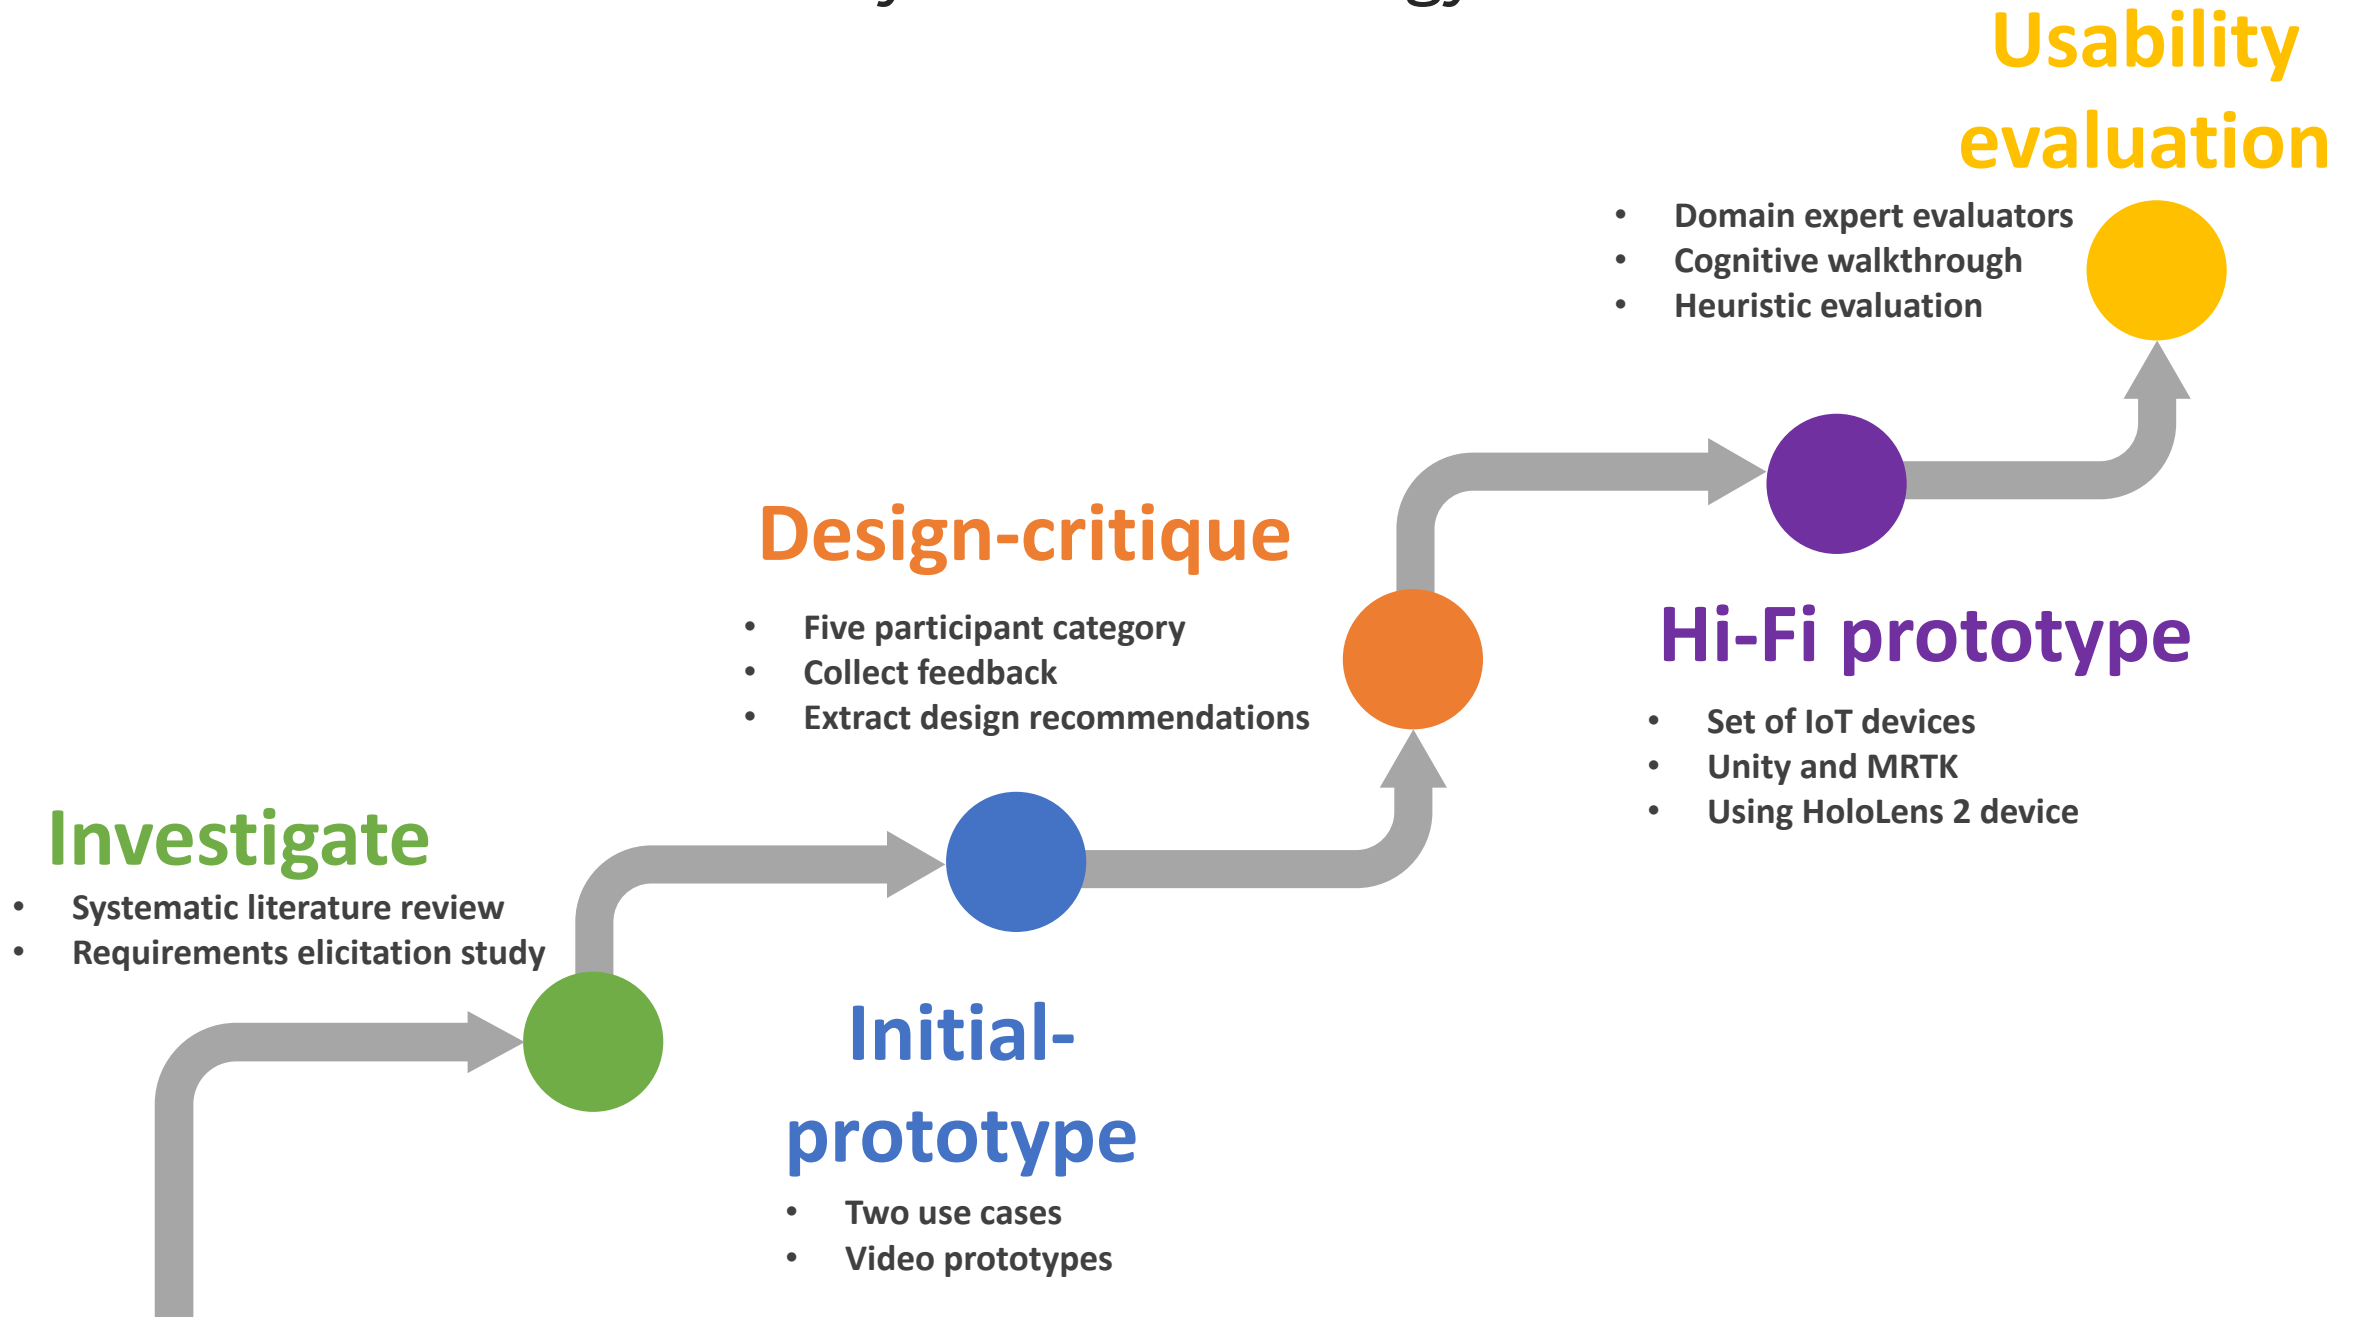 Usability
evaluation
• Domain expert evaluators
• Cognitive walkthrough
• Heuristic evaluation
Design-critique
• Five participant category
• Collect feedback
• Extract design recommendations
Hi-Fi prototype
• Set of IoT devices
• Unity and MRTK
• Using HoloLens 2 device
Investigate
• Systematic literature review
• Requirements elicitation study
Initial-
prototype
• Two use cases
• Video prototypes